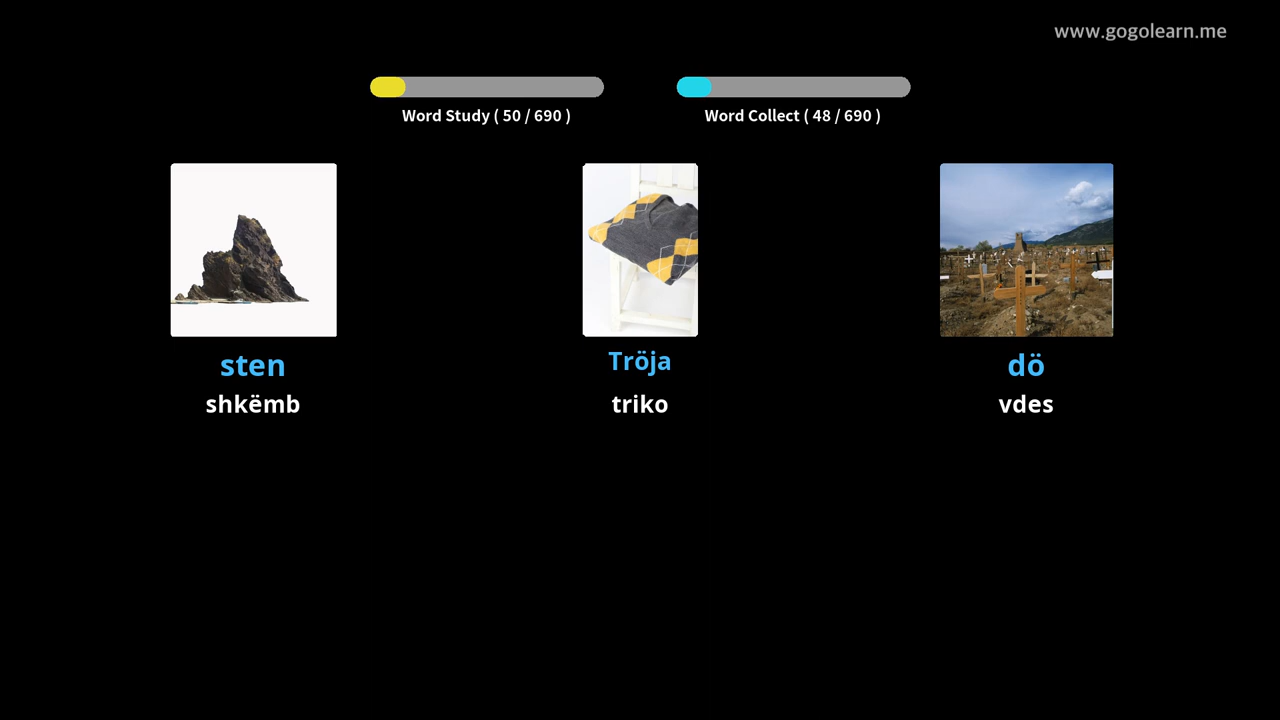 www.gogolearn.me
Word Study ( 50 / 690 )
Word Collect ( 48 / 690 )
sten
Tröja
dö
shkëmb
triko
vdes